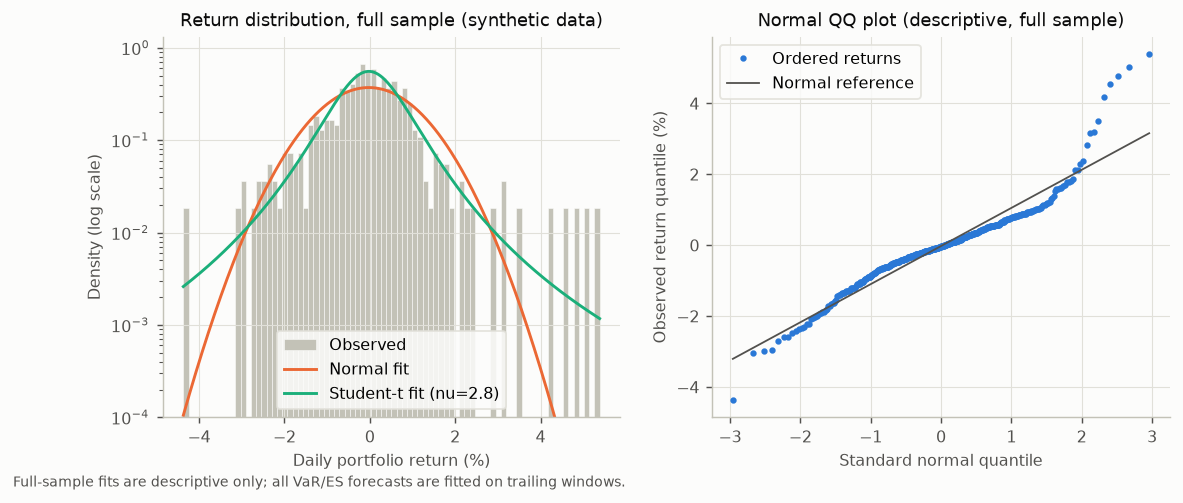 Return distribution, full sample (synthetic data)
Density (log scale)
10⁰
10⁻¹
10⁻²
10⁻³
10⁻⁴
Observed
Normal fit
Student-t fit (nu=2.8)
−4 −2 0 2 4
Daily portfolio return (%)
Normal QQ plot (descriptive, full sample)
Observed return quantile (%)
Ordered returns
Normal reference
4
2
0
−2
−4
−3 −2 −1 0 1 2 3
Standard normal quantile
Full-sample fits are descriptive only; all VaR/ES forecasts are fitted on trailing windows.